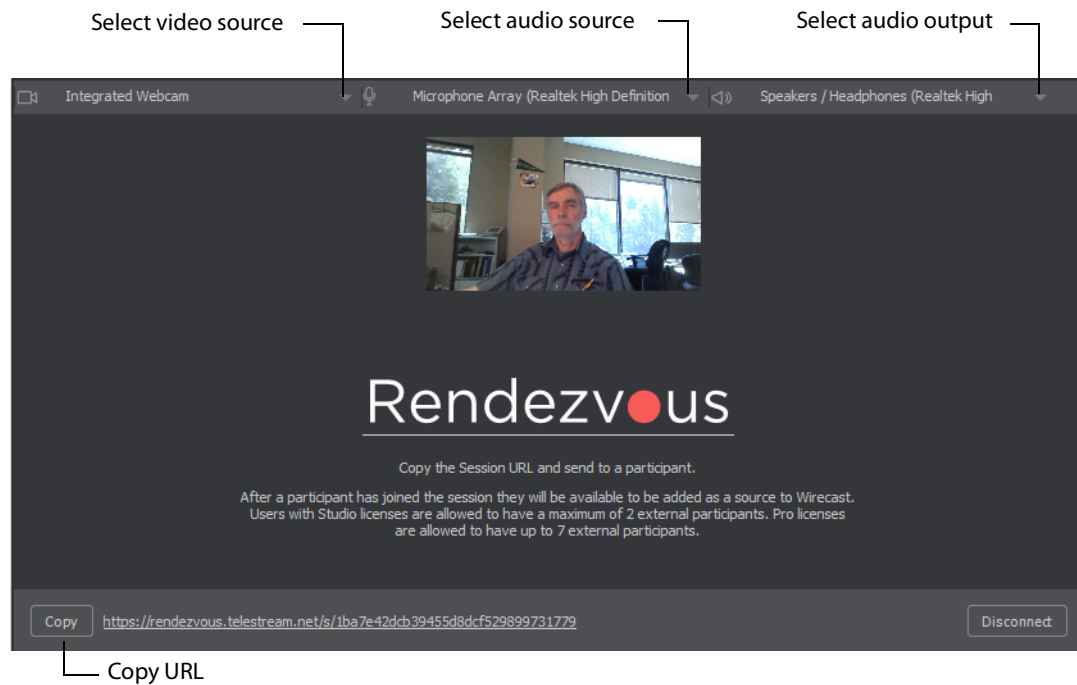 Select video source
Select audio source
Select audio output
Integrated Webcam
Microphone Array (Realtek High Definition
Speakers / Headphones (Realtek High
Rendezvous
Copy the Session URL and send to a participant.
After a participant has joined the session they will be available to be added as a source to Wirecast.
Users with Studio licenses are allowed to have a maximum of 2 external participants. Pro licenses
are allowed to have up to 7 external participants.
Copy
https://rendezvous.telestream.net/s/1ba7e42dcb39455d8dcf529899731779
Disconnect
Copy URL